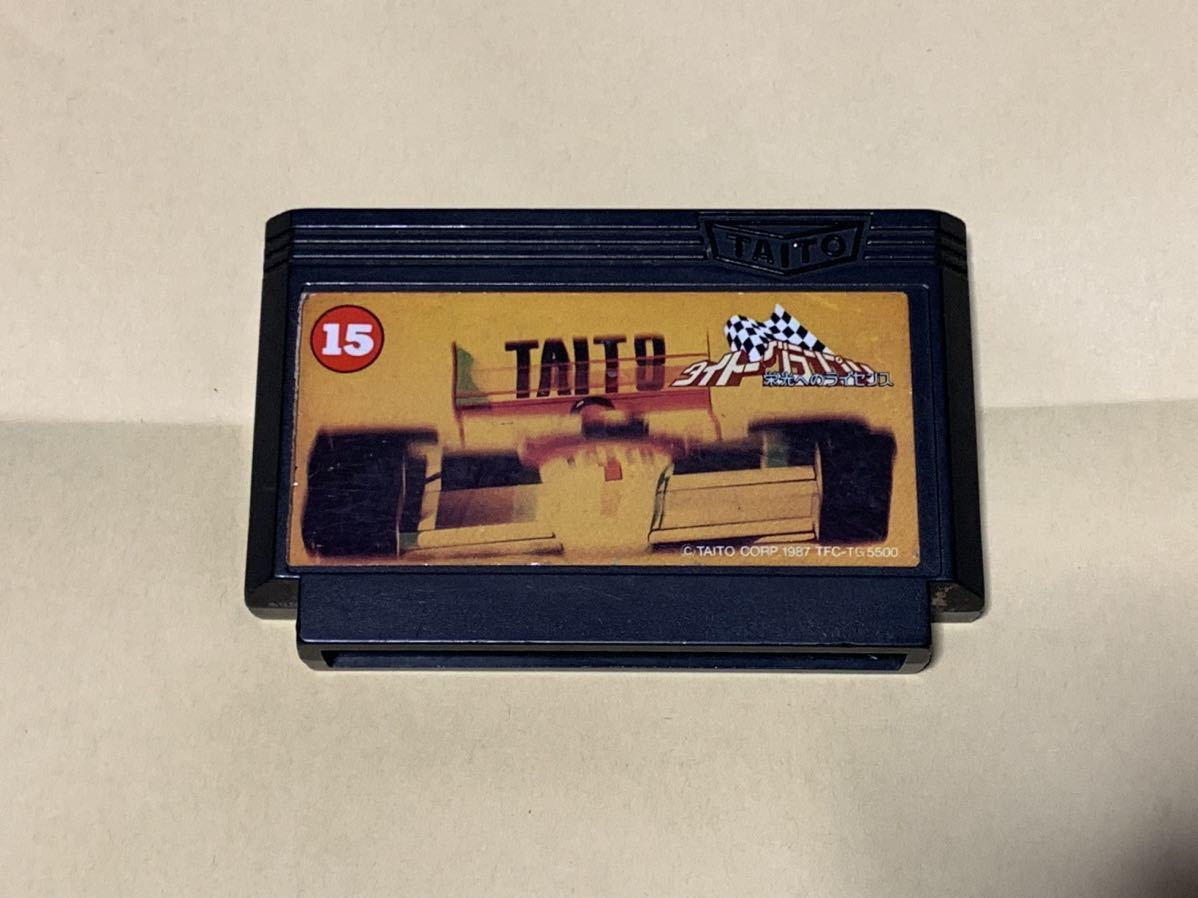 TAITO
15
TAITO
タイトーグランプリ
栄光へのライセンス
© TAITO CORP. 1987 TFC-TG 5500